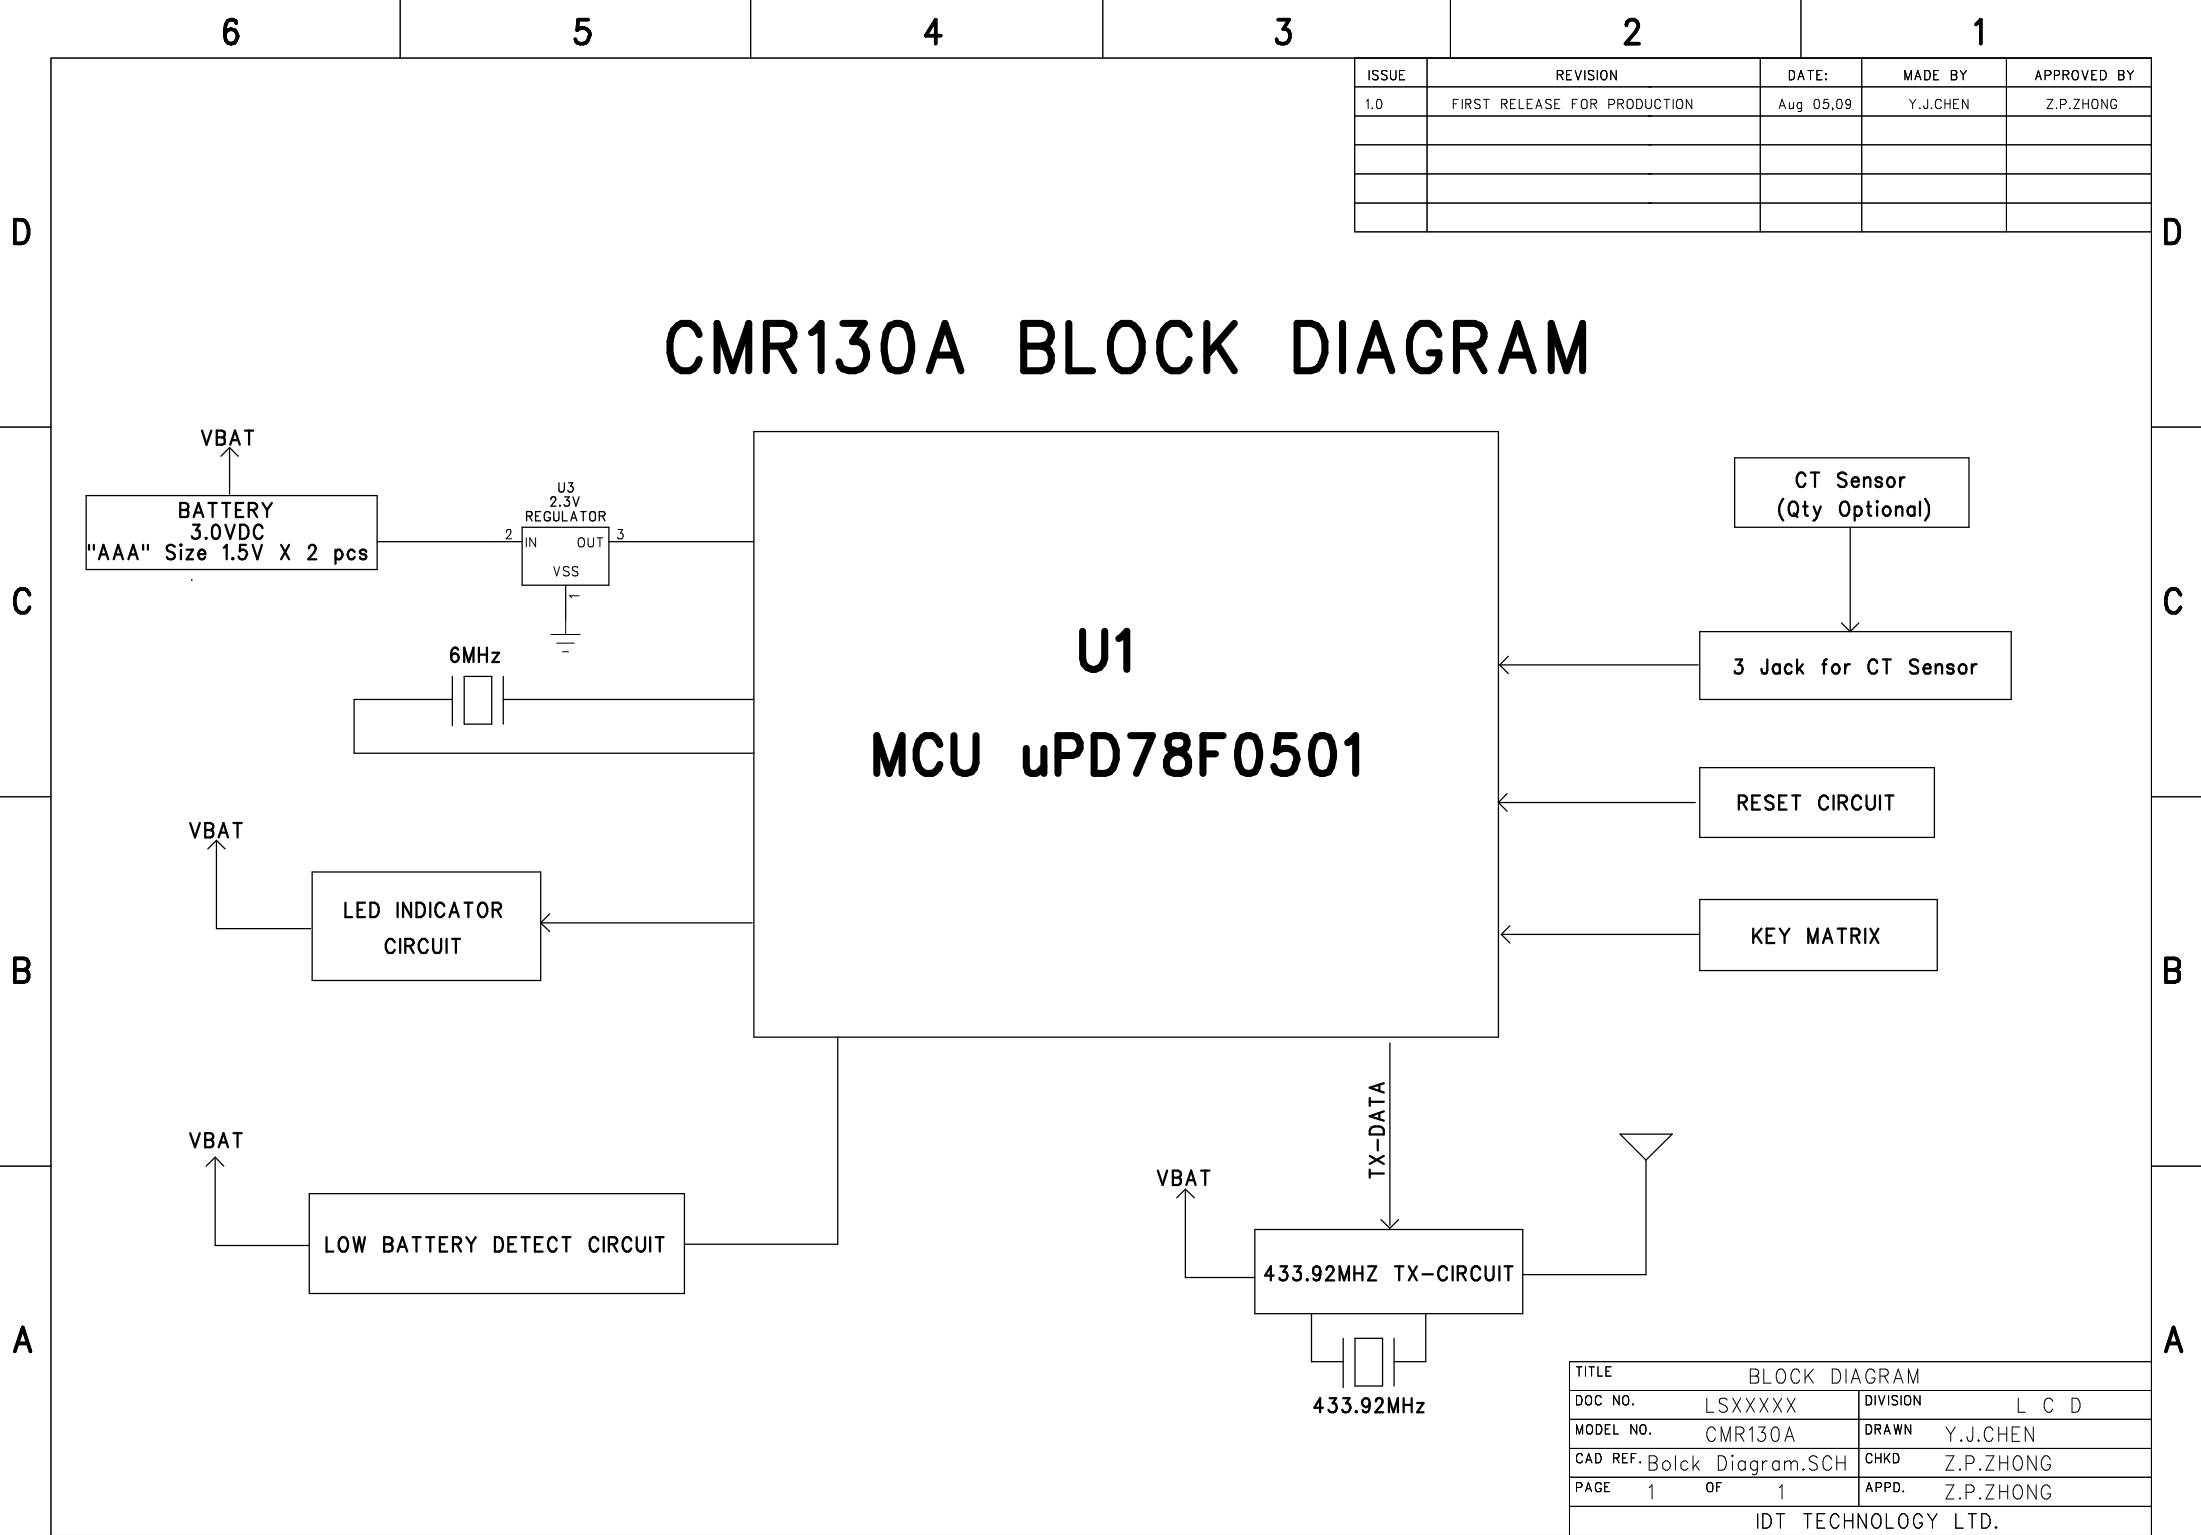 6 5 4 3 2 1
ISSUE REVISION DATE: MADE BY APPROVED BY
1.0 FIRST RELEASE FOR PRODUCTION Aug 05,09 Y.J.CHEN Z.P.ZHONG
D D
CMR130A BLOCK DIAGRAM
VBAT
BATTERY
3.0VDC
"AAA" Size 1.5V X 2 pcs
U3
2.3V
REGULATOR
2 IN OUT 3
VSS
1
CT Sensor
(Qty Optional)
C C
6MHz
U1
3 Jack for CT Sensor
MCU uPD78F0501
RESET CIRCUIT
VBAT
LED INDICATOR
CIRCUIT
KEY MATRIX
B B
TX-DATA
VBAT
LOW BATTERY DETECT CIRCUIT
VBAT
433.92MHZ TX-CIRCUIT
433.92MHz
A A
TITLE BLOCK DIAGRAM
DOC NO. LSXXXXX DIVISION L C D
MODEL NO. CMR130A DRAWN Y.J.CHEN
CAD REF. Bolck Diagram.SCH CHKD Z.P.ZHONG
PAGE 1 OF 1 APPD. Z.P.ZHONG
IDT TECHNOLOGY LTD.